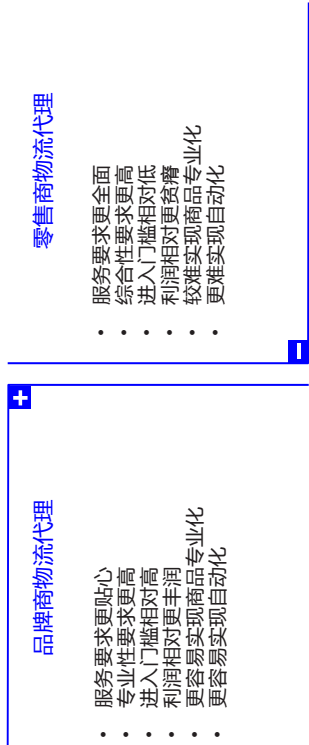 +
品牌商物流代理
• 服务要求更贴心
• 专业性要求更高
• 进入门槛相对高
• 利润相对更丰润
• 更容易实现商品专业化
• 更容易实现自动化
零售商物流代理
• 服务要求更全面
• 综合性要求更高
• 进入门槛相对低
• 利润相对更贫瘠
• 较难实现商品专业化
• 更难实现自动化
-